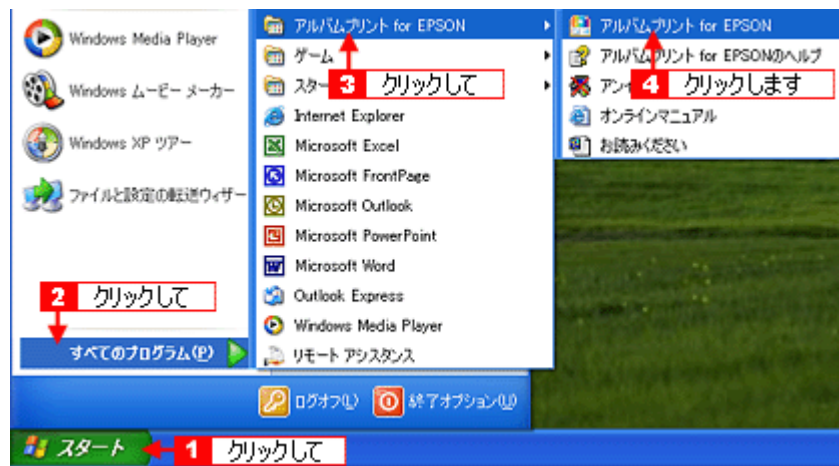 Windows Media Player
Windows ムービー メーカー
Windows XP ツアー
ファイルと設定の転送ウィザー
2 クリックして
すべてのプログラム(P)
アルバムプリント for EPSON
ゲーム
スター
3 クリックして
Internet Explorer
Microsoft Excel
Microsoft FrontPage
Microsoft Outlook
Microsoft PowerPoint
Microsoft Word
Outlook Express
Windows Media Player
リモート アシスタンス
アルバムプリント for EPSON
アルバムプリント for EPSONのヘルプ
アンイ
4 クリックします
オンラインマニュアル
お読みください
ログオフ(L)
終了オプション(U)
スタート
1 クリックして